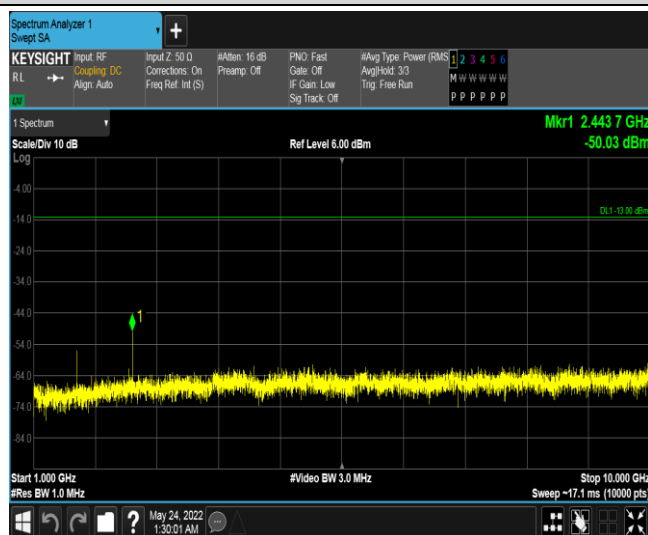 Spectrum Analyzer 1
Swept SA
+
KEYSIGHT
RL
Input: RF
Coupling: DC
Align: Auto
Input Z: 50 Ω
Corrections: On
Freq Ref: Int (S)
#Atten: 16 dB
Preamp: Off
PNO: Fast
Gate: Off
IF Gain: Low
Sig Track: Off
#Avg Type: Power (RMS
Avg|Hold: 3/3
Trig: Free Run
1 2 3 4 5 6
M W W W W W
P P P P P P
1 Spectrum
Mkr1 2.443 7 GHz
Scale/Div 10 dB
Ref Level 6.00 dBm
-50.03 dBm
Log
-4.00
DL1 -13.00 dBm
-14.0
-24.0
-34.0
-44.0
1
-54.0
-64.0
-74.0
-84.0
Start 1.000 GHz
#Video BW 3.0 MHz
Stop 10.000 GHz
#Res BW 1.0 MHz
Sweep ~17.1 ms (10000 pts)
?
May 24, 2022
1:30:01 AM